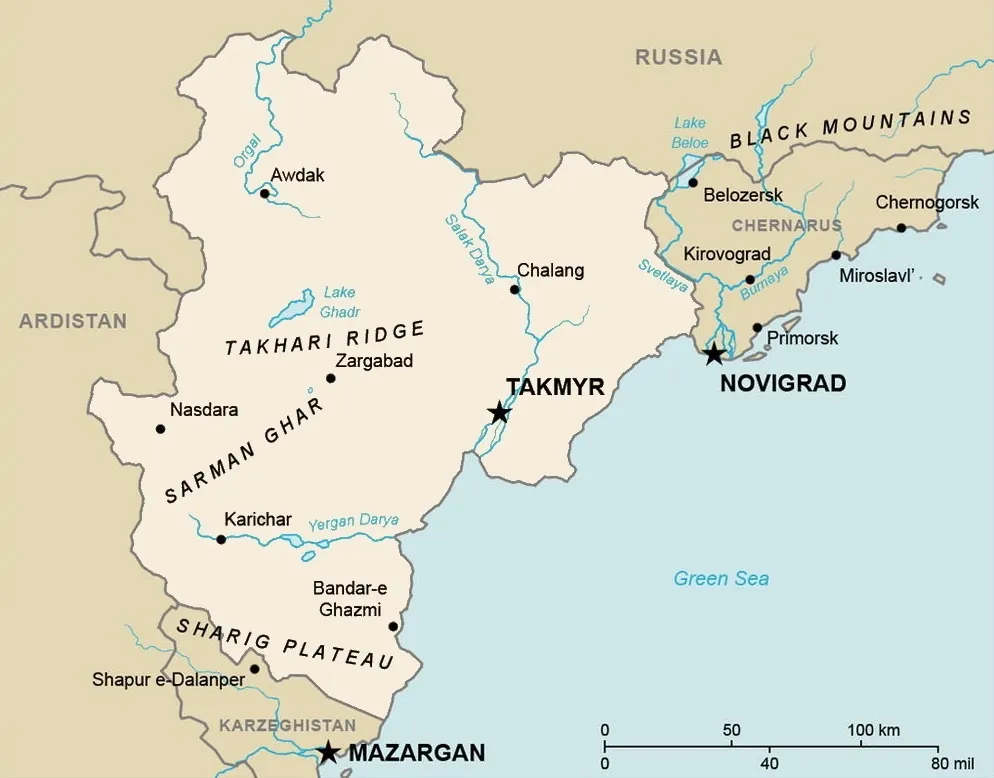 RUSSIA
Lake
Beloe
BLACK MOUNTAINS
Orgal
Awdak
Belozersk
Chernogorsk
CHERNARUS
Salak Darya
Kirovograd
Svetlaya
Burnaya
Miroslavl'
Chalang
Lake
Ghadr
ARDISTAN
TAKHARI RIDGE
Primorsk
Zargabad
TAKMYR
NOVIGRAD
Nasdara
SARMAN GHAR
Karichar
Yergan Darya
Green Sea
Bandar-e
Ghazmi
SHARIG PLATEAU
Shapur e-Dalanper
KARZEGHISTAN
MAZARGAN
0 50 100 km
0 40 80 mil